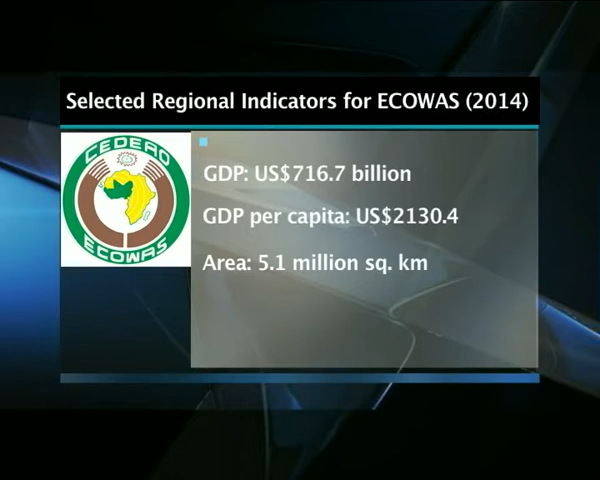 Selected Regional Indicators for ECOWAS (2014)
CEDEAO
ECOWAS
GDP: US$716.7 billion
GDP per capita: US$2130.4
Area: 5.1 million sq. km